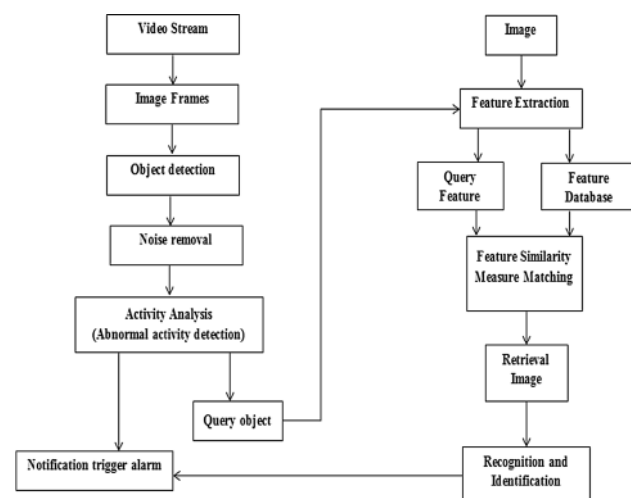 Video Stream
Image Frames
Object detection
Noise removal
Activity Analysis
(Abnormal activity detection)
Query object
Notification trigger alarm
Image
Feature Extraction
Query
Feature
Feature
Database
Feature Similarity
Measure Matching
Retrieval
Image
Recognition and
Identification